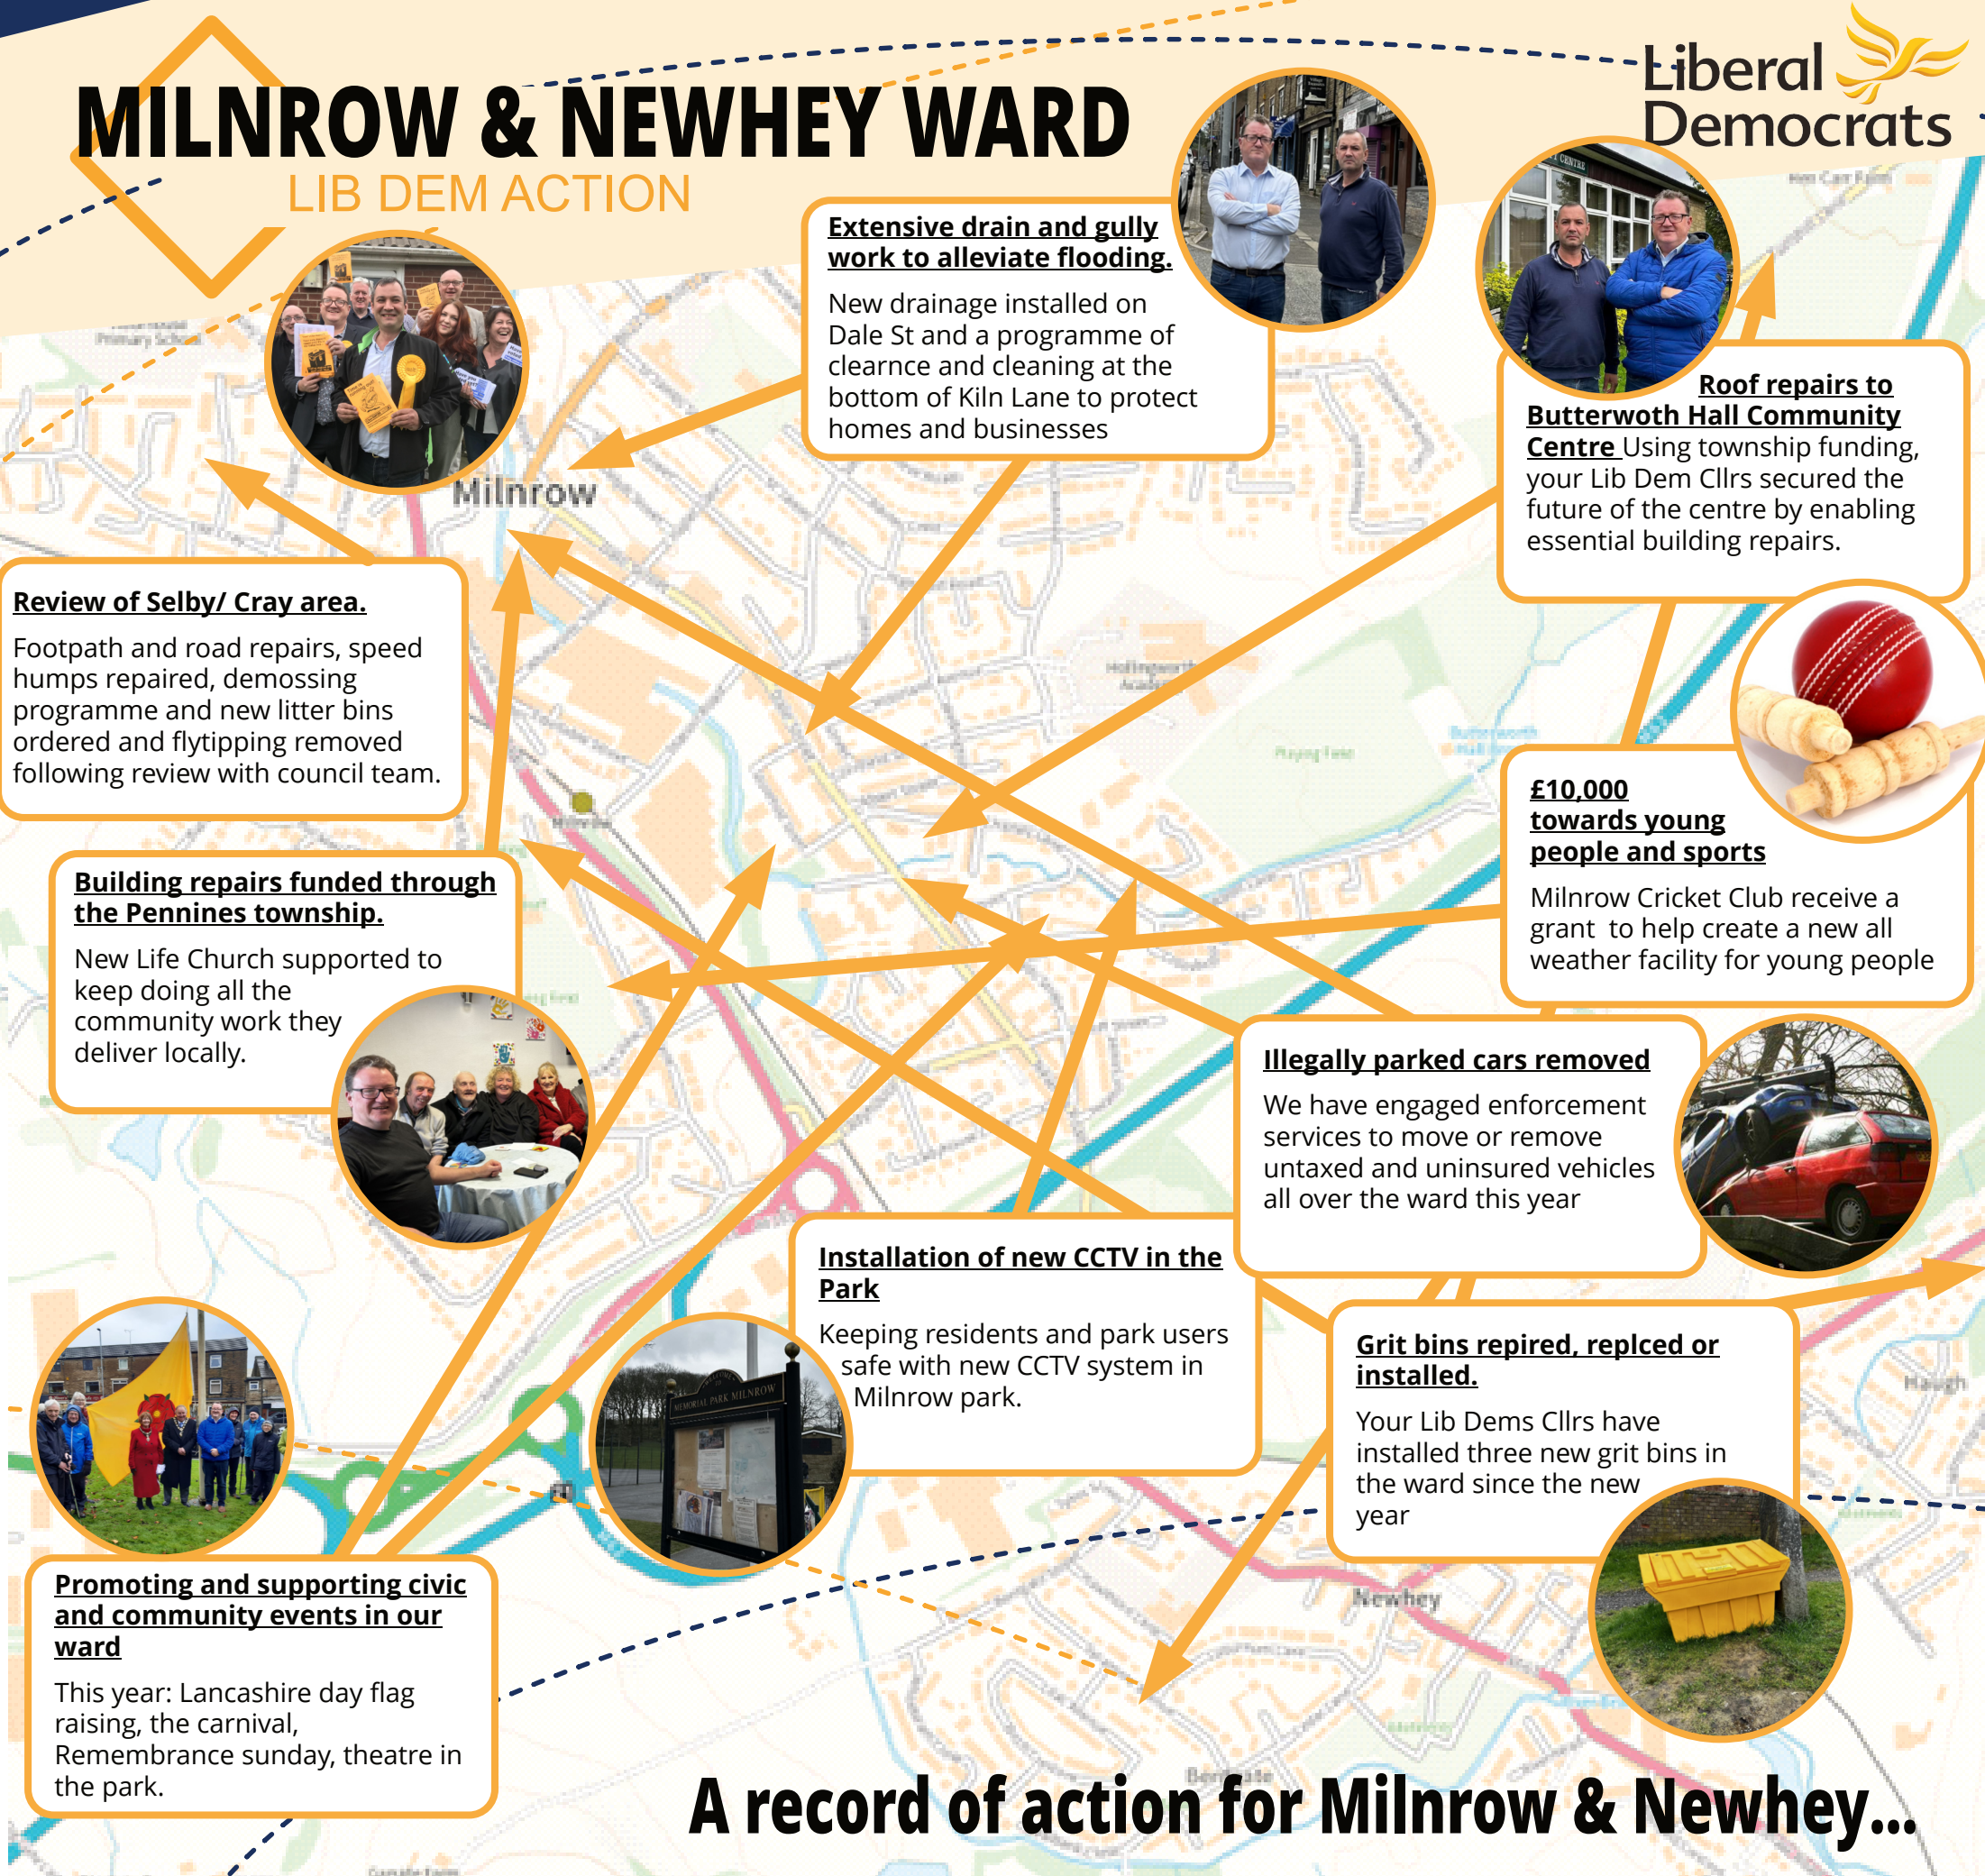 MILNROW & NEWHEY WARD
LIB DEM ACTION
Liberal
Democrats
Extensive drain and gully
work to alleviate flooding.
New drainage installed on
Dale St and a programme of
clearnce and cleaning at the
bottom of Kiln Lane to protect
homes and businesses
Roof repairs to
Butterwoth Hall Community
Centre Using township funding,
your Lib Dem Cllrs secured the
future of the centre by enabling
essential building repairs.
Primary School
Milnrow
Review of Selby/ Cray area.
Footpath and road repairs, speed
humps repaired, demossing
programme and new litter bins
ordered and flytipping removed
following review with council team.
Hollingworth
Academy
Playing Field
£10,000
towards young
people and sports
Milnrow Cricket Club receive a
grant to help create a new all
weather facility for young people
Milnrow
Building repairs funded through
the Pennines township.
New Life Church supported to
keep doing all the
community work they
deliver locally.
Illegally parked cars removed
We have engaged enforcement
services to move or remove
untaxed and uninsured vehicles
all over the ward this year
Installation of new CCTV in the
Park
Keeping residents and park users
safe with new CCTV system in
Milnrow park.
MEMORIAL PARK MILNROW
Grit bins repired, replced or
installed.
Your Lib Dems Cllrs have
installed three new grit bins in
the ward since the new
year
Haugh
Newhey
Promoting and supporting civic
and community events in our
ward
This year: Lancashire day flag
raising, the carnival,
Remembrance sunday, theatre in
the park.
A record of action for Milnrow & Newhey...